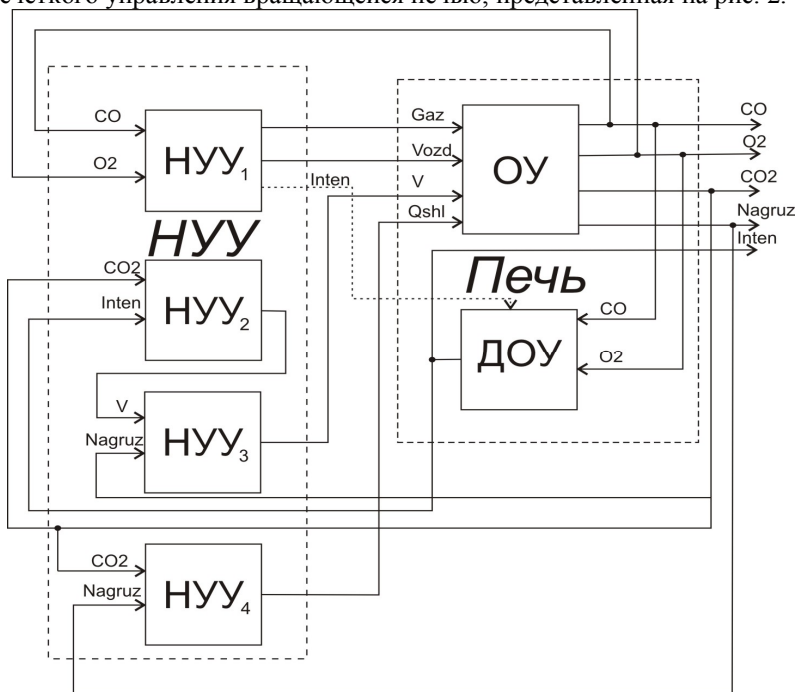 счёткого управления вращающейся печью, представленная на рис. 2.
CO
O2
НУУ1
Gaz
Vozd
V
Qshl
Inten
ОУ
CO
O2
CO2
Nagruz
Inten
НУУ
Печь
CO2
Inten
НУУ2
CO
O2
ДОУ
V
Nagruz
НУУ3
CO2
Nagruz
НУУ4